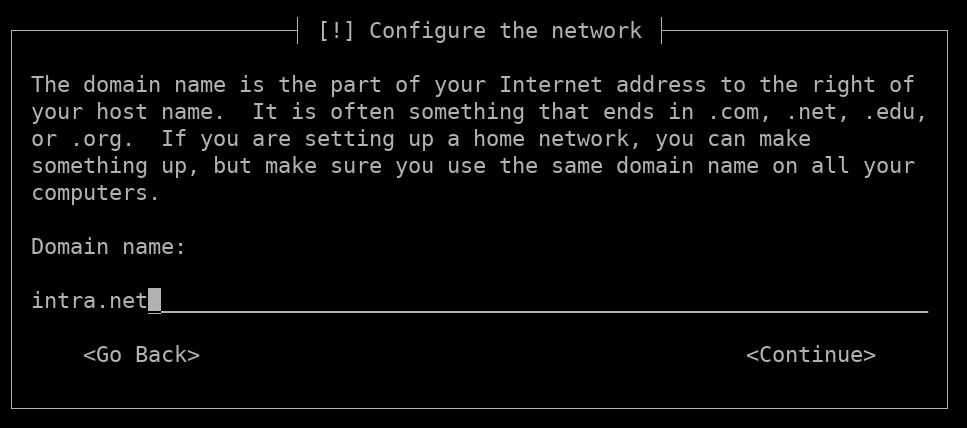 [!] Configure the network
The domain name is the part of your Internet address to the right of
your host name.  It is often something that ends in .com, .net, .edu,
or .org.  If you are setting up a home network, you can make
something up, but make sure you use the same domain name on all your
computers.
Domain name:
intra.net
<Go Back> <Continue>